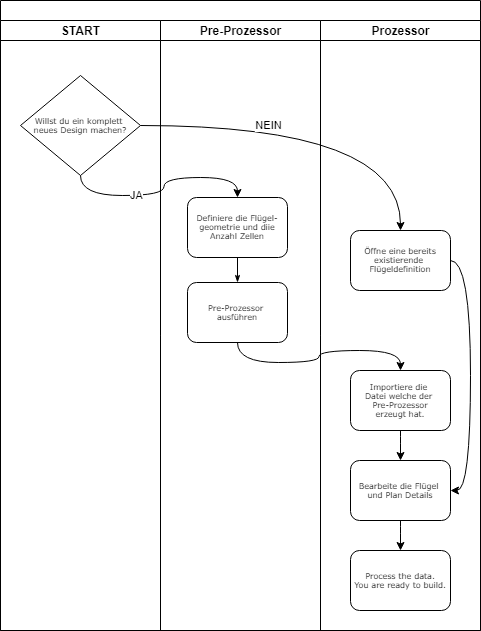 START
Pre-Prozessor
Prozessor
Willst du ein komplett
neues Design machen?
NEIN
JA
Definiere die Flügel-
geometrie und diie
Anzahl Zellen
Öffne eine bereits
existierende
Flügeldefinition
Pre-Prozessor
ausführen
Importiere die
Datei welche der
Pre-Prozessor
erzeugt hat.
Bearbeite die Flügel
und Plan Details
Process the data.
You are ready to build.